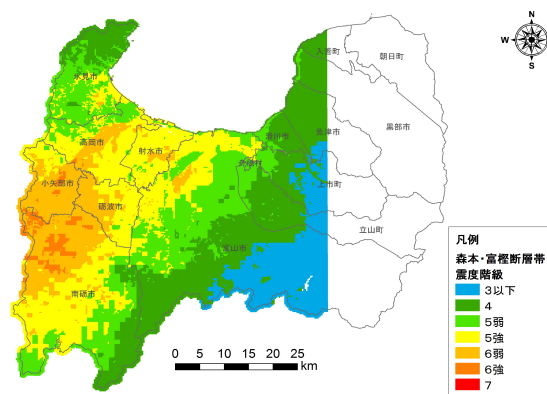 N
W
E
S
入善町
朝日町
氷見市
黒部市
魚津市
滑川市
高岡市
射水市
舟橋村
上市町
小矢部市
砺波市
立山町
富山市
南砺市
凡例
森本・富樫断層帯
震度階級
3以下
4
5弱
5強
6弱
6強
7
0 5 10 15 20 25
km